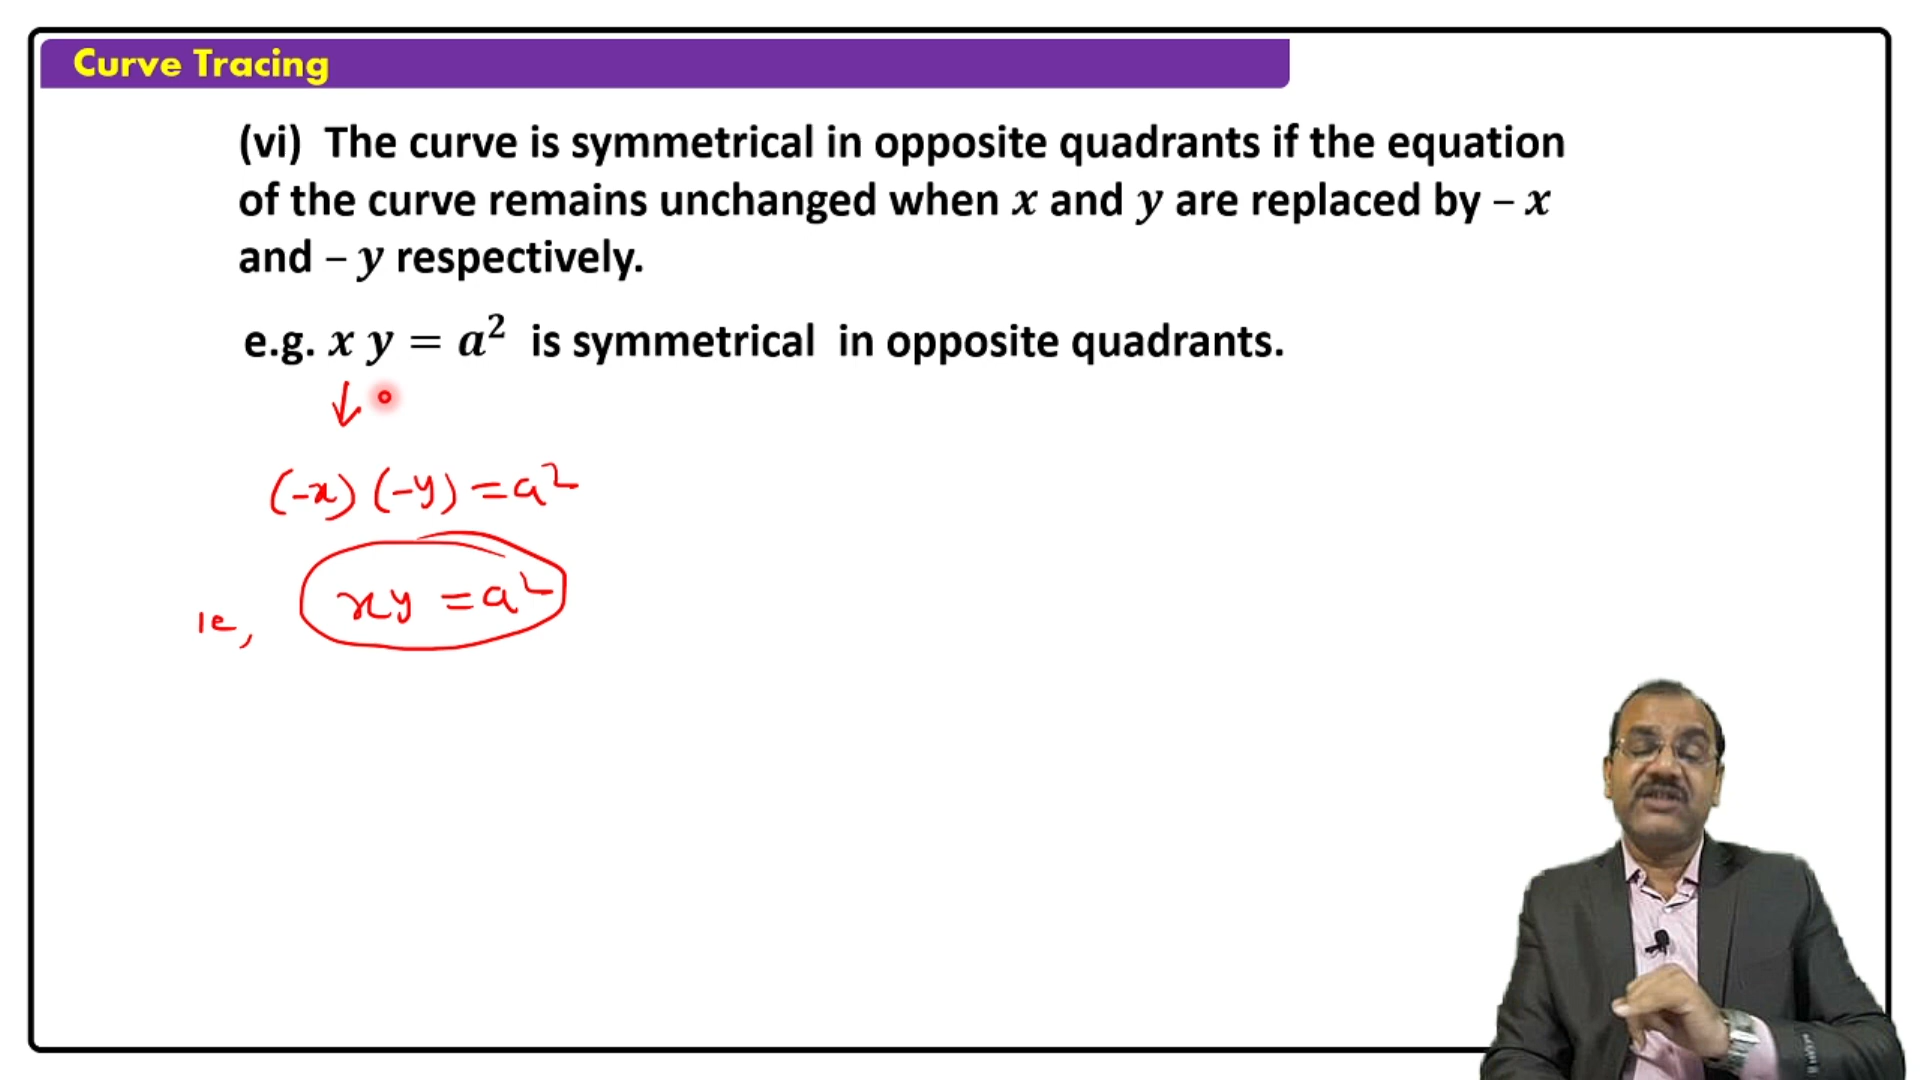 Curve Tracing
(vi) The curve is symmetrical in opposite quadrants if the equation
of the curve remains unchanged when x and y are replaced by – x
and – y respectively.
e.g. x y = a² is symmetrical in opposite quadrants.
(-x) (-y) = a²
ie, xy = a²